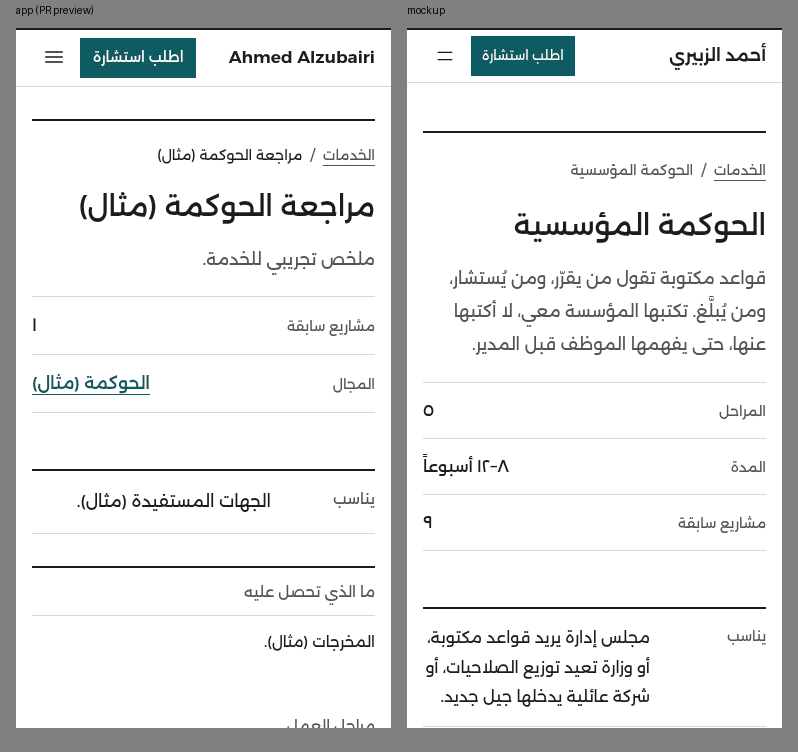 app (PR preview)
Ahmed Alzubairi
اطلب استشارة
الخدمات / مراجعة الحوكمة (مثال)
مراجعة الحوكمة (مثال)
ملخص تجريبي للخدمة.
مشاريع سابقة ١
المجال الحوكمة (مثال)
يناسب الجهات المستفيدة (مثال).
ما الذي تحصل عليه
المخرجات (مثال).
مراحل العمل
mockup
أحمد الزبيري
اطلب استشارة
الخدمات / الحوكمة المؤسسية
الحوكمة المؤسسية
قواعد مكتوبة تقول من يقرّر، ومن يُستشار،
ومن يُبلَّغ. تكتبها المؤسسة معي، لا أكتبها
عنها، حتى يفهمها الموظف قبل المدير.
المراحل ٥
المدة ٨–١٢ أسبوعاً
مشاريع سابقة ٩
يناسب مجلس إدارة يريد قواعد مكتوبة،
أو وزارة تعيد توزيع الصلاحيات، أو
شركة عائلية يدخلها جيل جديد.